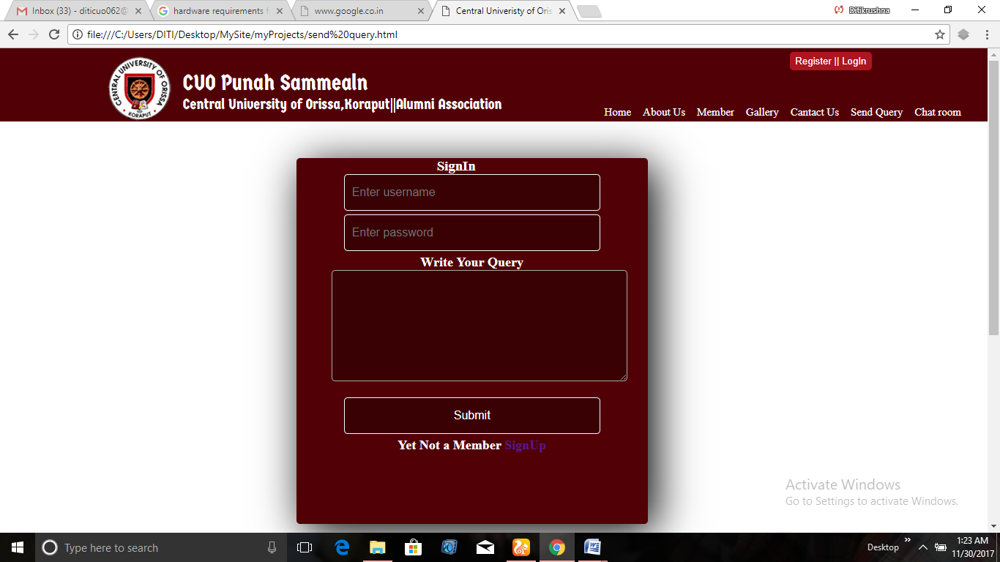 Inbox (33) - diticuo062@
hardware requirements f
www.google.co.in
Central Univeristy of Oris
Ditikrushna
file:///C:/Users/DITI/Desktop/MySite/myProjects/send%20query.html
CENTRAL UNIVERSITY OF ORISSA
KORAPUT
Register || LogIn
CUO Punah Sammealn
Central University of Orissa,Koraput||Alumni Association
Home About Us Member Gallery Cantact Us Send Query Chat room
SignIn
Enter username
Enter password
Write Your Query
Submit
Yet Not a Member SignUp
Activate Windows
Go to Settings to activate Windows.
Type here to search
Desktop
1:23 AM
11/30/2017